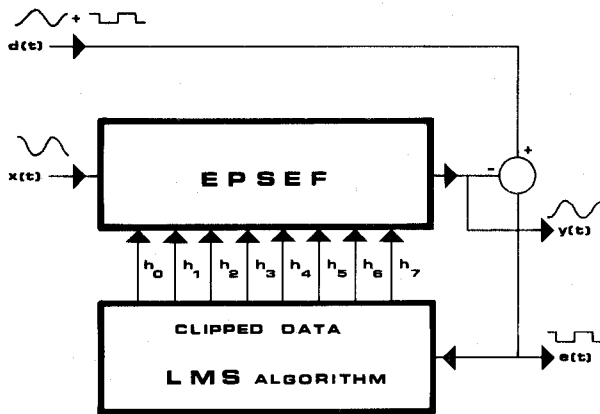 +
d(t)
+
EPSEF
-
x(t)
y(t)
h0 h1 h2 h3 h4 h5 h6 h7
CLIPPED DATA
LMS ALGORITHM
e(t)